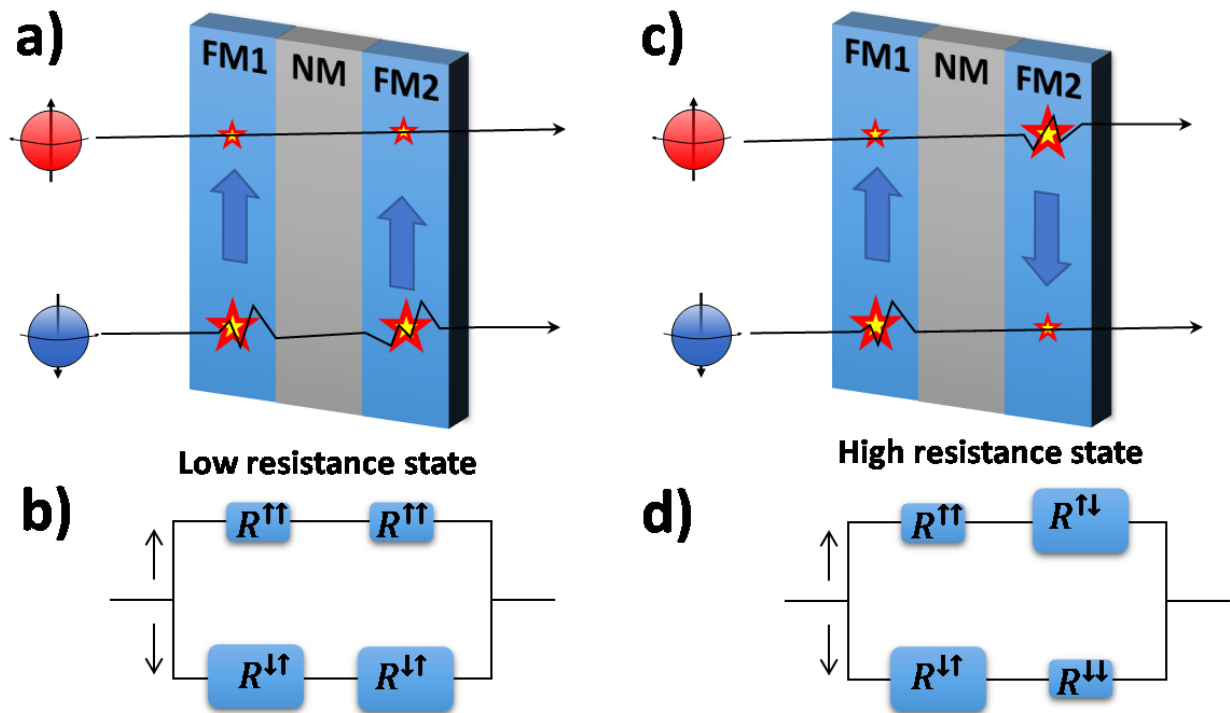 a)
FM1
NM
FM2
Low resistance state
b)
R↑↑
R↑↑
R↓↑
R↓↑
c)
FM1
NM
FM2
High resistance state
d)
R↑↑
R↑↓
R↓↑
R↓↓